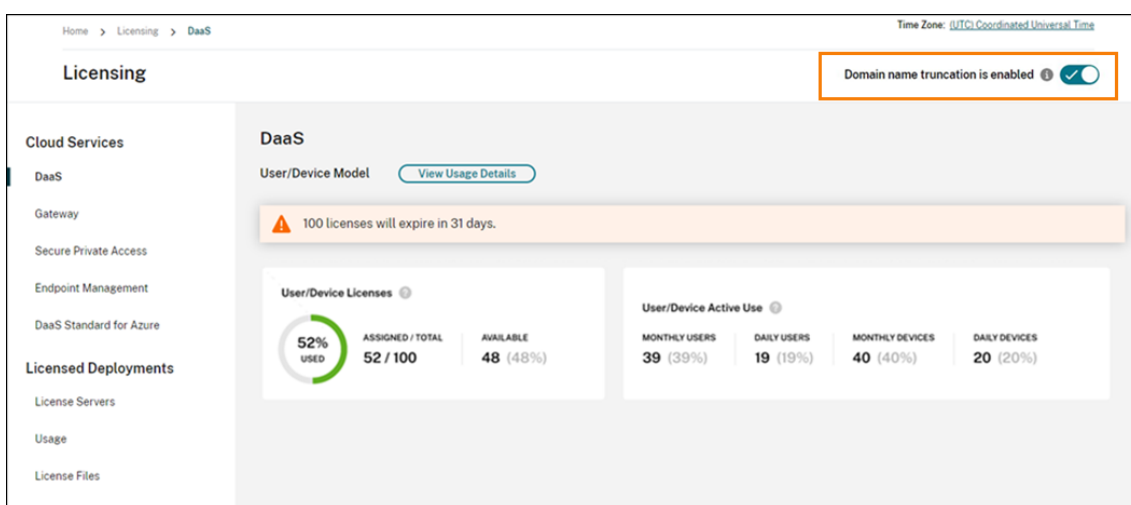 Home > Licensing > DaaS
Time Zone: (UTC) Coordinated Universal Time
Licensing
Domain name truncation is enabled
Cloud Services
DaaS
Gateway
Secure Private Access
Endpoint Management
DaaS Standard for Azure
Licensed Deployments
License Servers
Usage
License Files
DaaS
User/Device Model
View Usage Details
100 licenses will expire in 31 days.
User/Device Licenses
52%
USED
ASSIGNED / TOTAL
52 / 100
AVAILABLE
48 (48%)
User/Device Active Use
MONTHLY USERS
39 (39%)
DAILY USERS
19 (19%)
MONTHLY DEVICES
40 (40%)
DAILY DEVICES
20 (20%)